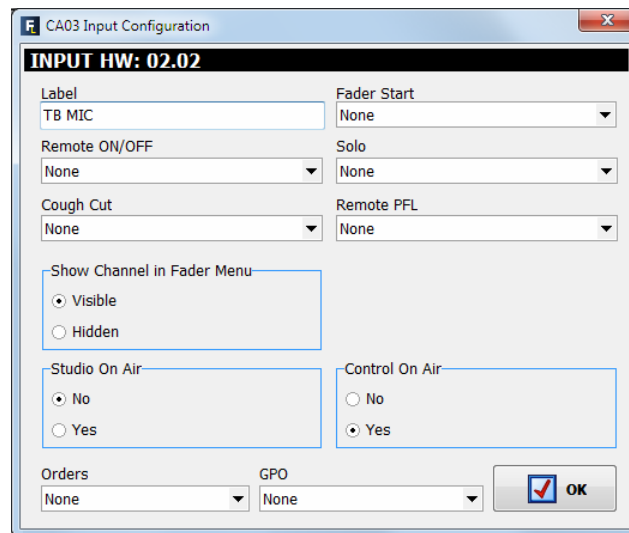 CA03 Input Configuration
INPUT HW: 02.02
Label
Fader Start
TB MIC
None
Remote ON/OFF
Solo
None
None
Cough Cut
Remote PFL
None
None
Show Channel in Fader Menu
Visible
Hidden
Studio On Air
Control On Air
No
No
Yes
Yes
Orders
GPO
None
None
OK